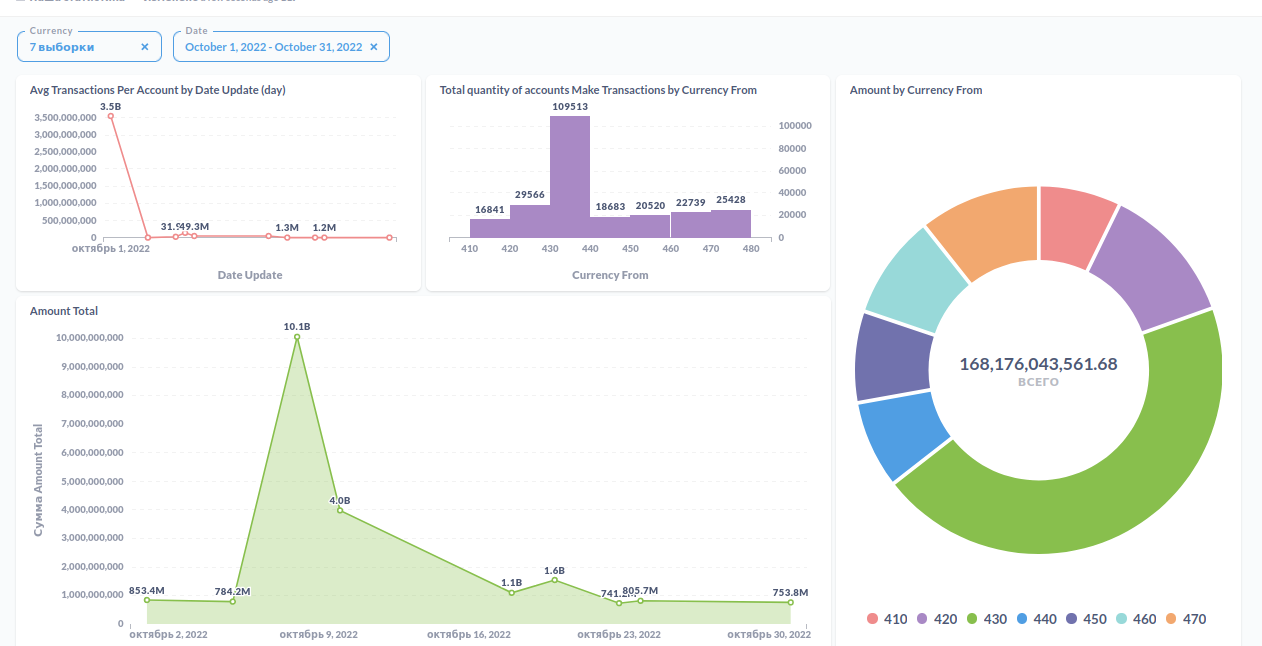 Currency
7 выборки ×
Date
October 1, 2022 - October 31, 2022 ×
Avg Transactions Per Account by Date Update (day)
3.5B
3,500,000,000
3,000,000,000
2,500,000,000
2,000,000,000
1,500,000,000
1,000,000,000
500,000,000
0
49.3M
1.3M
1.2M
октябрь 1, 2022
Date Update
Total quantity of accounts Make Transactions by Currency From
109513
16841
29566
18683
20520
22739
25428
100000
80000
60000
40000
20000
0
410 420 430 440 450 460 470 480
Currency From
Amount Total
Сумма Amount Total
10,000,000,000
9,000,000,000
8,000,000,000
7,000,000,000
6,000,000,000
5,000,000,000
4,000,000,000
3,000,000,000
2,000,000,000
1,000,000,000
0
853.4M
784.2M
10.1B
4.0B
1.1B
1.6B
805.7M
753.8M
октябрь 2, 2022 октябрь 9, 2022 октябрь 16, 2022 октябрь 23, 2022 октябрь 30, 2022
Amount by Currency From
168,176,043,561.68
ВСЕГО
410 420 430 440 450 460 470